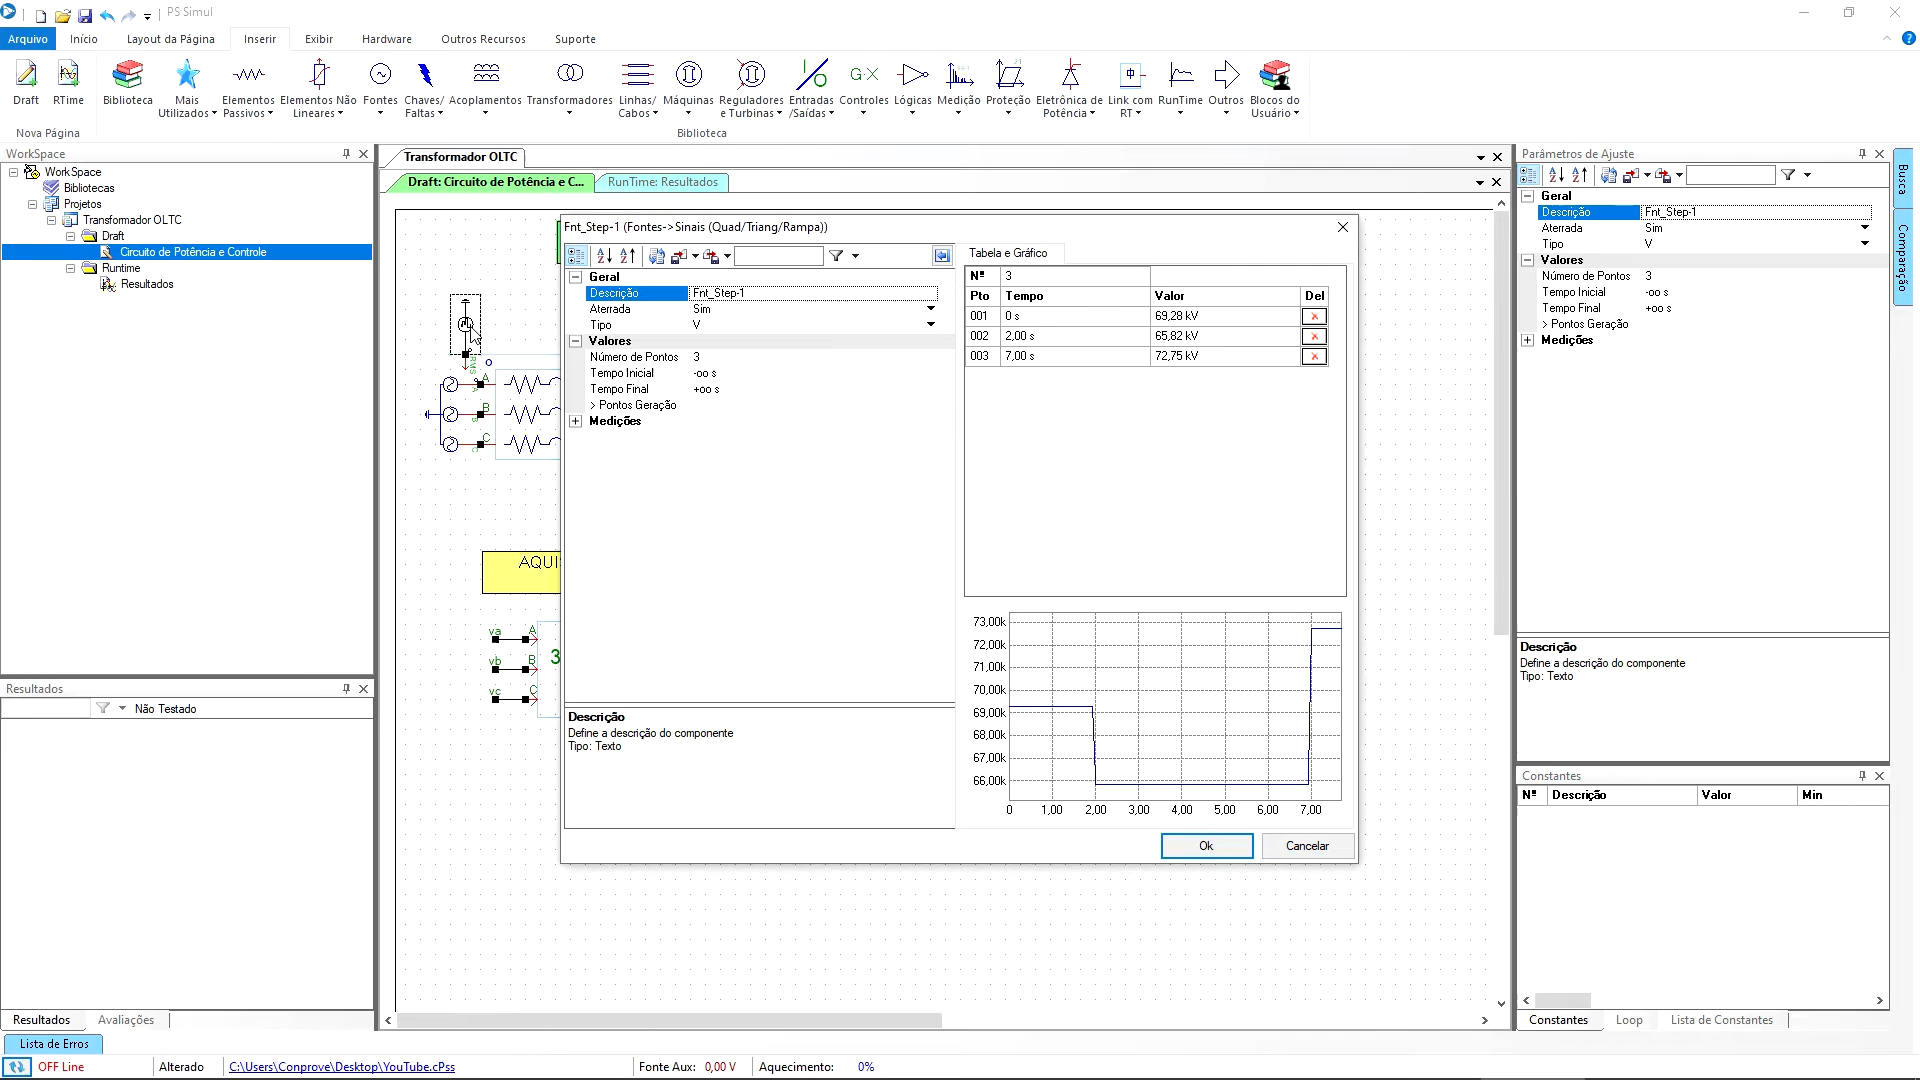 PS Simul
Arquivo Início Layout da Página Inserir Exibir Hardware Outros Recursos Suporte
Draft RTime Biblioteca Mais Utilizados Elementos Passivos Elementos Não Lineares Fontes Chaves/ Faltas Acoplamentos Transformadores Linhas/ Cabos Máquinas Reguladores e Turbinas Entradas /Saídas Controles Lógicas Medição Proteção Eletrônica de Potência Link com RT RunTime Outros Blocos do Usuário
Nova Página Biblioteca
WorkSpace
WorkSpace
Bibliotecas
Projetos
Transformador OLTC
Draft
Circuito de Potência e Controle
Runtime
Resultados
Resultados
Não Testado
Resultados Avaliações
Lista de Erros
Transformador OLTC
Draft: Circuito de Potência e C... RunTime: Resultados
RMS
A
B
C
AQUI
va A
vb B
vc C
3
Fnt_Step-1 (Fontes->Sinais (Quad/Triang/Rampa))
Geral
Descrição Fnt_Step-1
Aterrada Sim
Tipo V
Valores
Número de Pontos 3
Tempo Inicial -oo s
Tempo Final +oo s
> Pontos Geração
Medições
Descrição
Define a descrição do componente
Tipo: Texto
Tabela e Gráfico
Nº 3
Pto Tempo Valor Del
001 0 s 69,28 kV
002 2,00 s 65,82 kV
003 7,00 s 72,75 kV
73,00k
72,00k
71,00k
70,00k
69,00k
68,00k
67,00k
66,00k
0 1,00 2,00 3,00 4,00 5,00 6,00 7,00
Ok Cancelar
Parâmetros de Ajuste
Geral
Descrição Fnt_Step-1
Aterrada Sim
Tipo V
Valores
Número de Pontos 3
Tempo Inicial -oo s
Tempo Final +oo s
> Pontos Geração
Medições
Descrição
Define a descrição do componente
Tipo: Texto
Constantes
Nº Descrição Valor Min
Constantes Loop Lista de Constantes
Busca
Comparação
OFF Line Alterado C:\Users\Conprove\Desktop\YouTube.cPss Fonte Aux: 0,00 V Aquecimento: 0%